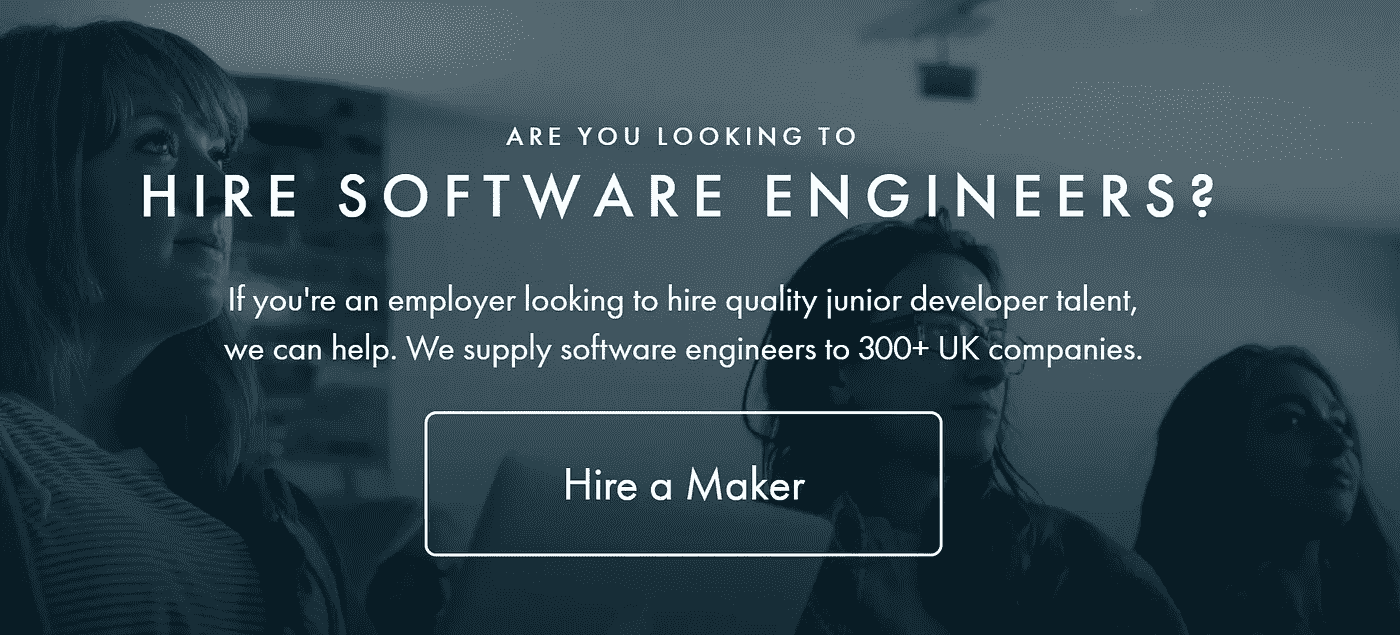 ARE YOU LOOKING TO
HIRE SOFTWARE ENGINEERS?
If you're an employer looking to hire quality junior developer talent,
we can help. We supply software engineers to 300+ UK companies.
Hire a Maker